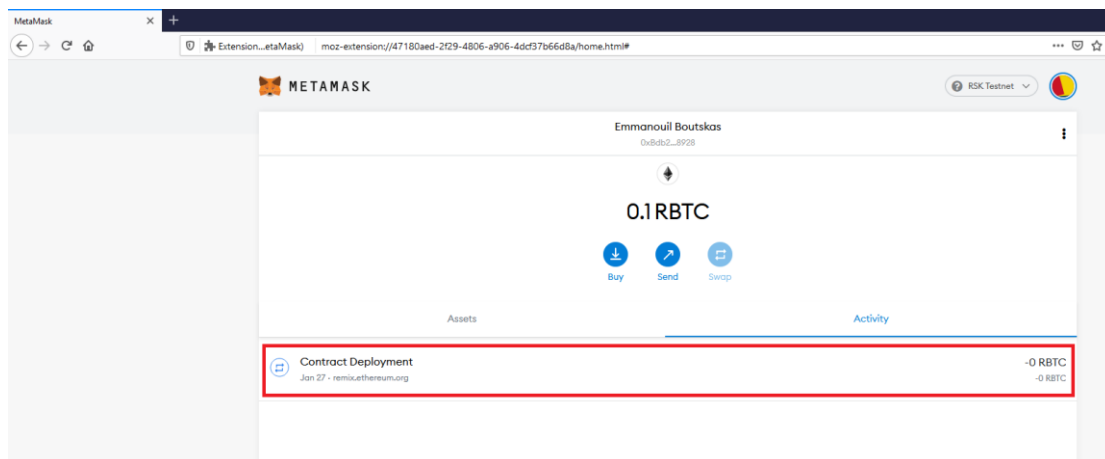 MetaMask
Extension...etaMask) moz-extension://47180aed-2f29-4806-a906-4dcf37b66d8a/home.html#
METAMASK
RSK Testnet
Emmanouil Boutskas
0xBdb2...8928
0.1 RBTC
Buy Send Swap
Assets Activity
Contract Deployment -0 RBTC
Jan 27 · remix.ethereum.org -0 RBTC